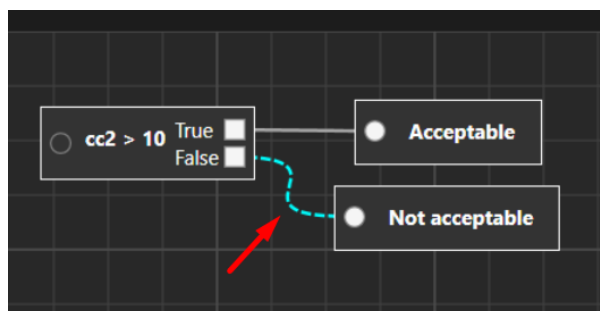 cc2 > 10
True
False
Acceptable
Not acceptable